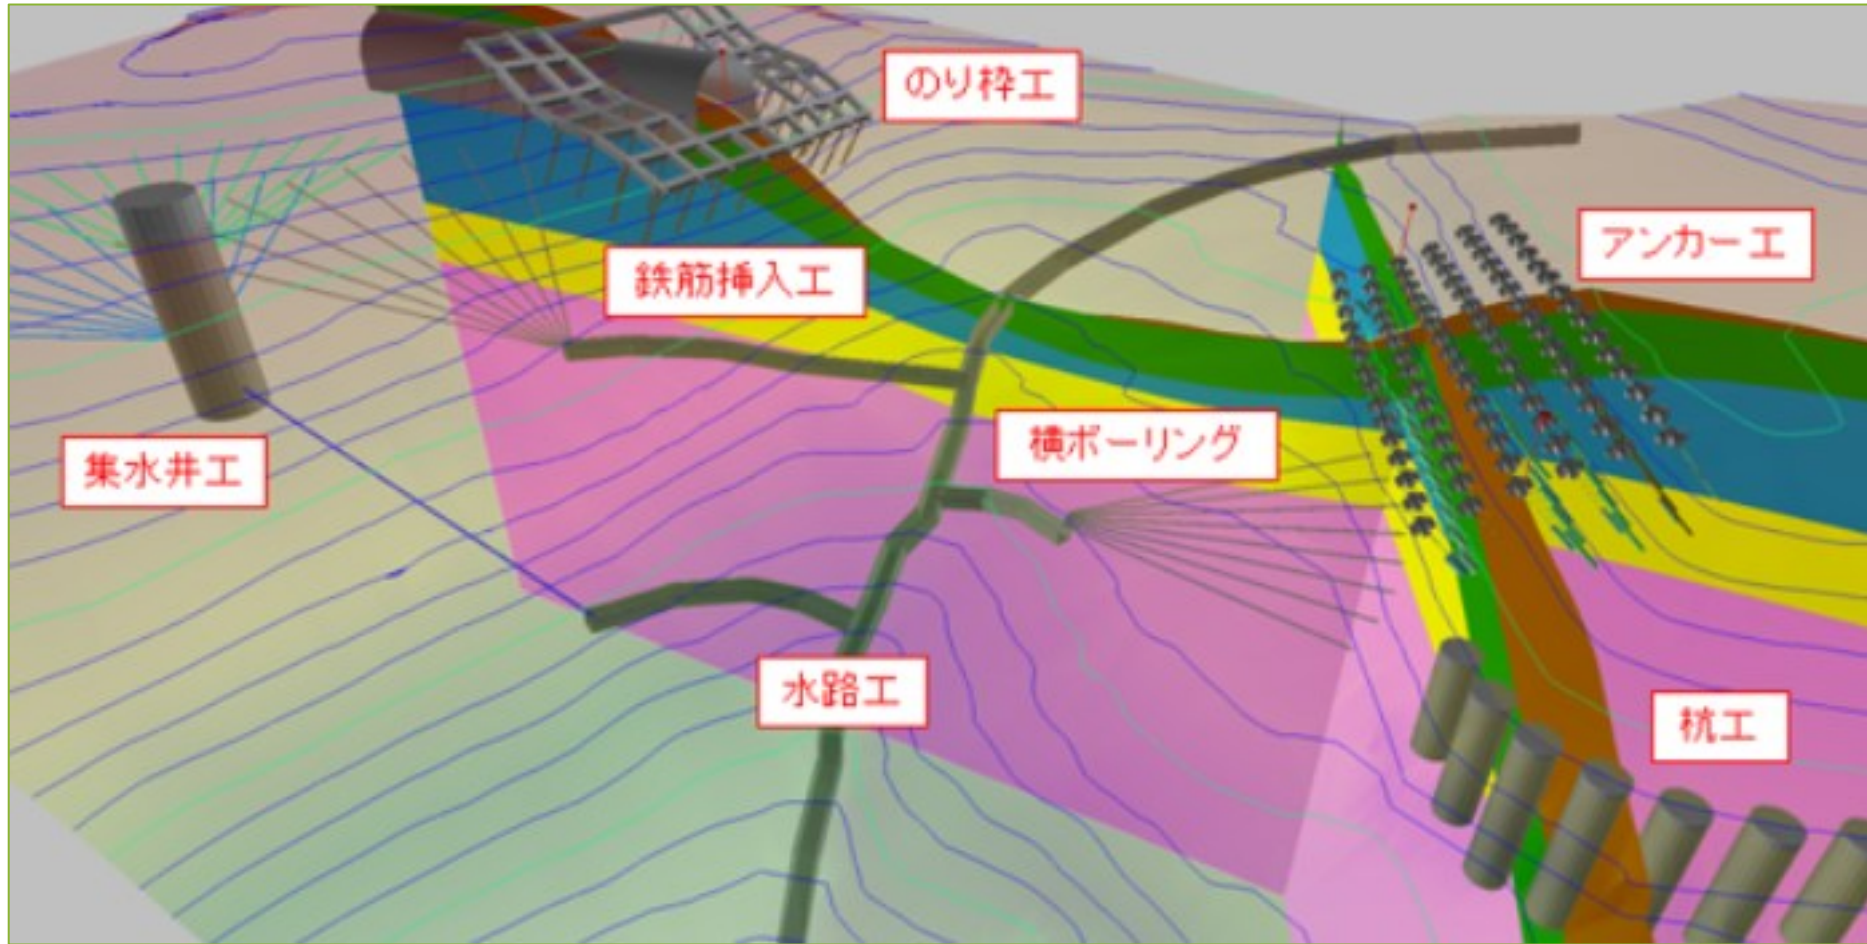 のり枠工
アンカー工
鉄筋挿入工
横ボーリング
集水井工
水路工
杭工